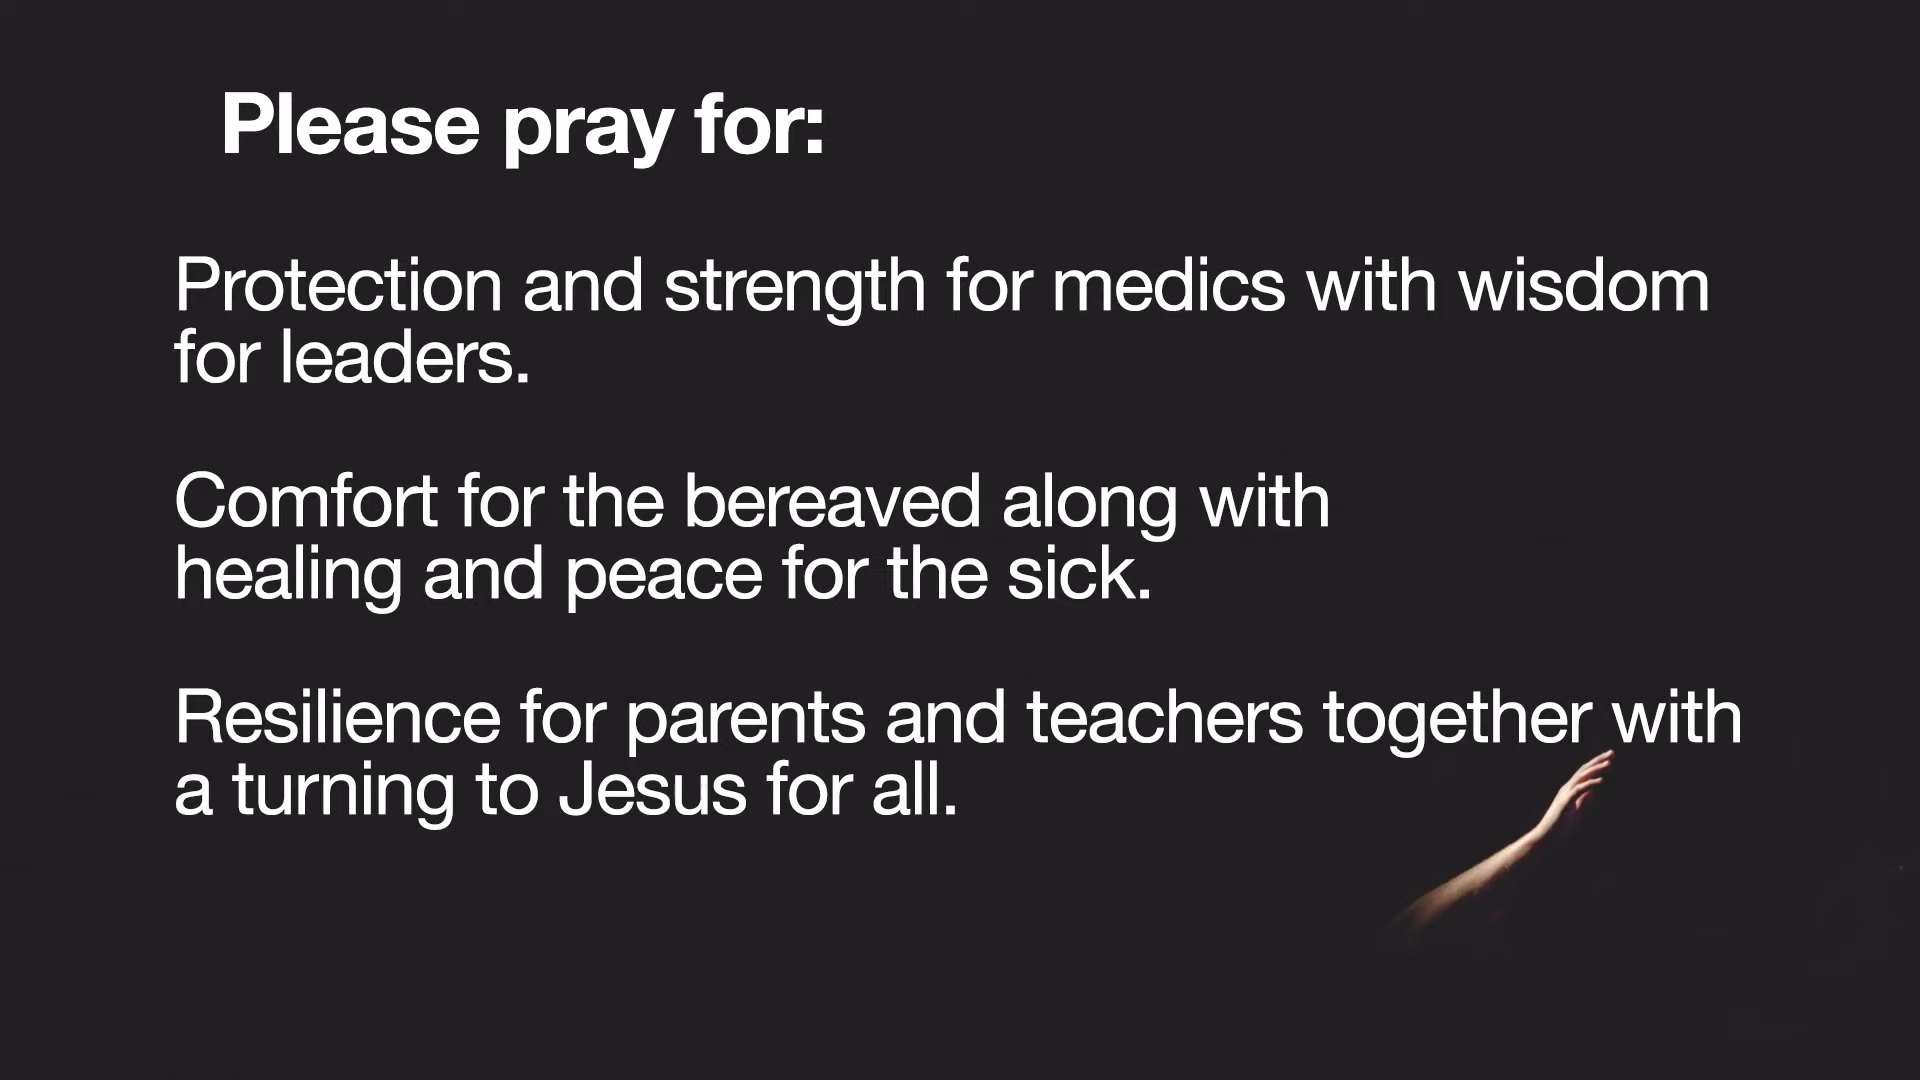 Please pray for:
Protection and strength for medics with wisdom
for leaders.
Comfort for the bereaved along with
healing and peace for the sick.
Resilience for parents and teachers together with
a turning to Jesus for all.